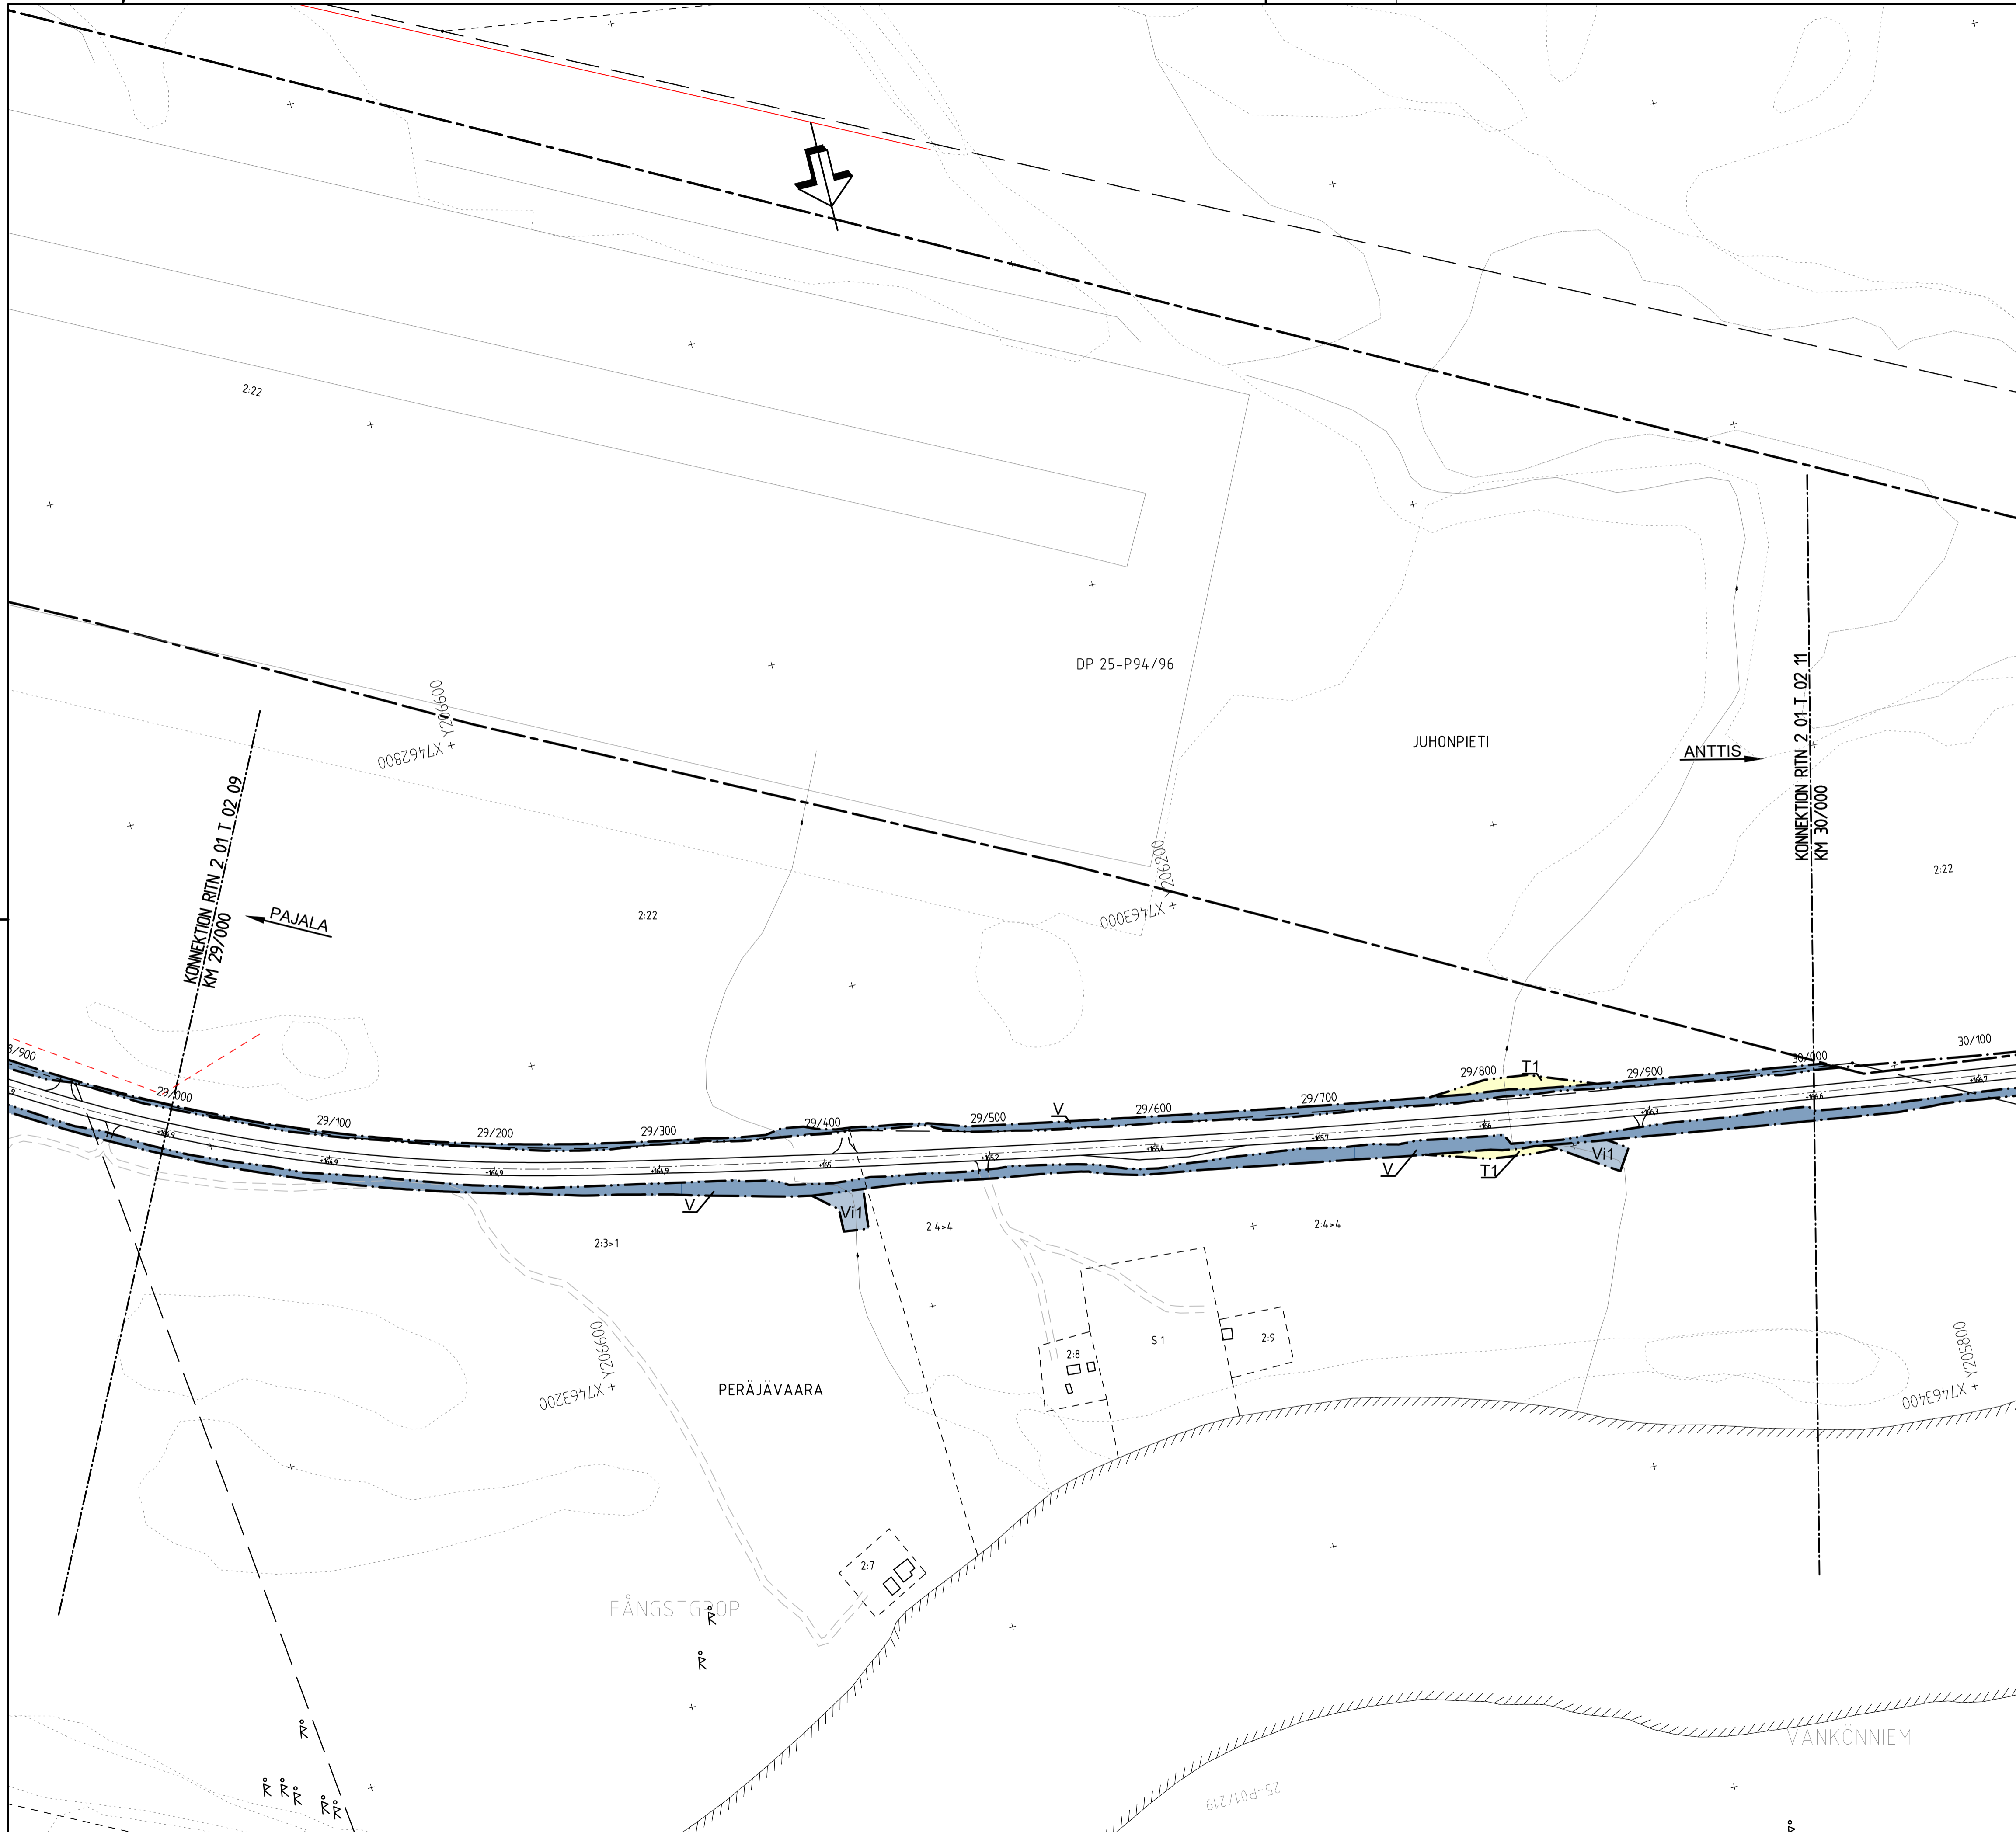 2:22
DP 25-P94/96
JUHONPIETI
ANTTIS
KONNEKTION RITN 2 01 T 02 11
KM 30/000
+ X7462800 Y206600
KONNEKTION RITN 2 01 T 02 09
KM 29/000
PAJALA
2:22
+ X7463000 Y206200
2:22
29/000
29/100
29/200
29/300
29/400
29/500
V
29/600
29/700
29/800
T1
29/900
30/000
30/100
V
Vi1
V
T1
Vi1
2:3>1
2:4>4
2:4>4
+ X7463200 Y206600
PERÄJÄVAARA
2:8
S:1
2:9
+ X7463400 Y205800
2:7
FÅNGSTGROP
R
R
R
R R R R R
VÄNKÖNNIEMI
25-P01/219
R